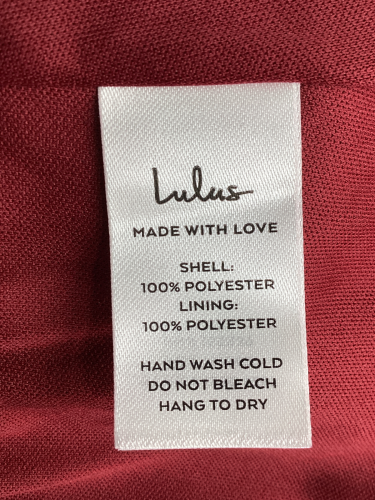 Lulus
MADE WITH LOVE
SHELL:
100% POLYESTER
LINING:
100% POLYESTER
HAND WASH COLD
DO NOT BLEACH
HANG TO DRY